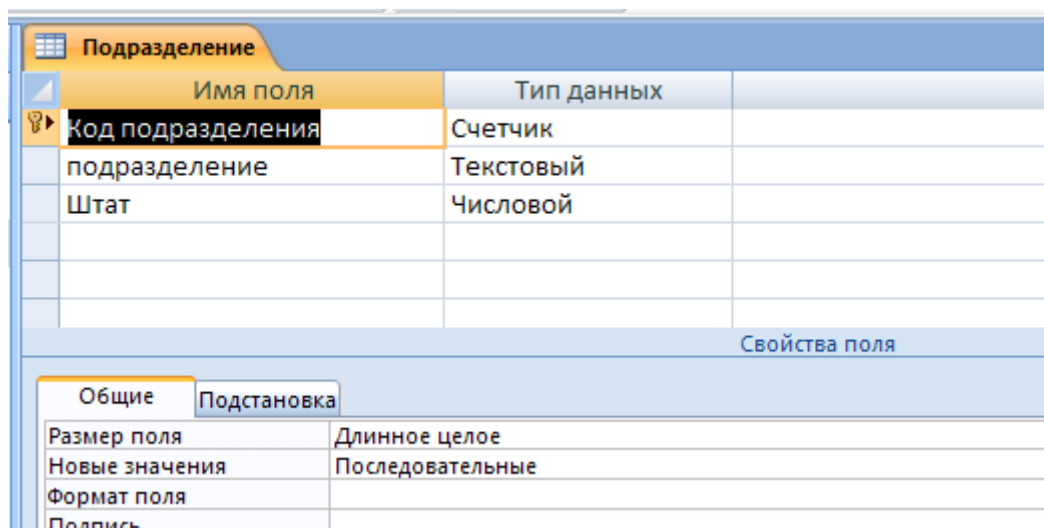 Подразделение
Имя поля Тип данных
Код подразделения Счетчик
подразделение Текстовый
Штат Числовой
Свойства поля
Общие Подстановка
Размер поля Длинное целое
Новые значения Последовательные
Формат поля
Подпись